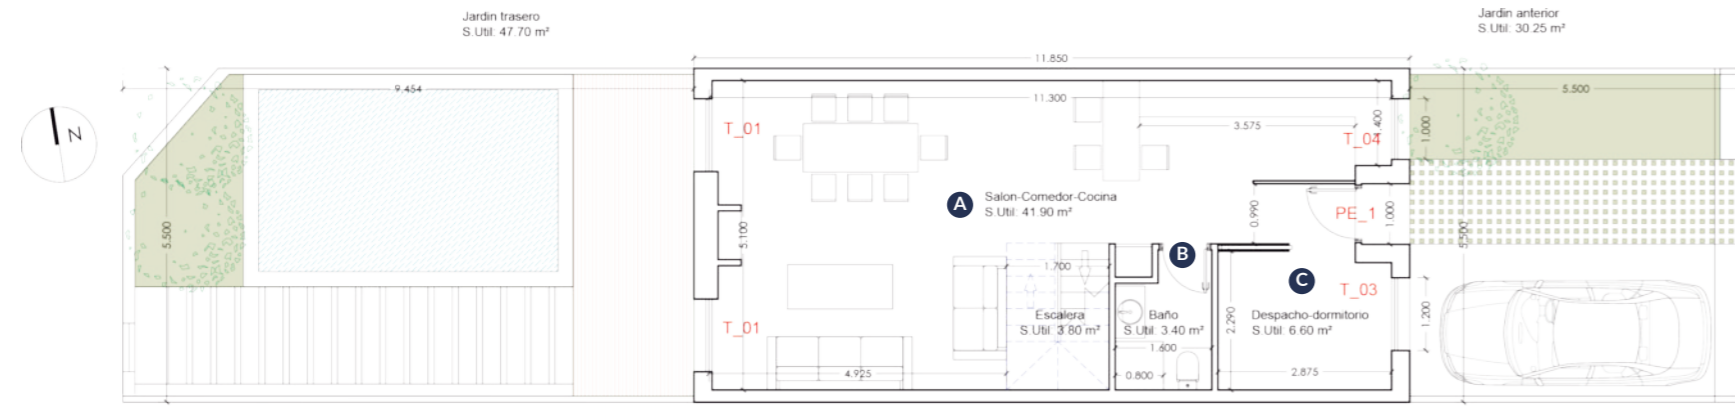 Jardin trasero
S.Util: 47.70 m²
Jardin anterior
S.Util: 30.25 m²
11.850
9.454
11.300
5.500
3.575
1.400
1.000
T_01
T_04
N
A
Salon-Comedor-Cocina
S.Util: 41.90 m²
0.990
PE_1
1.000
5.500
5.100
5.500
B
1.700
C
T_03
T_01
Escalera
S.Util: 3.80 m²
Baño
S.Util: 3.40 m²
2.290
Despacho-dormitorio
S.Util: 6.60 m²
1.200
1.600
4.925
0.800
2.875